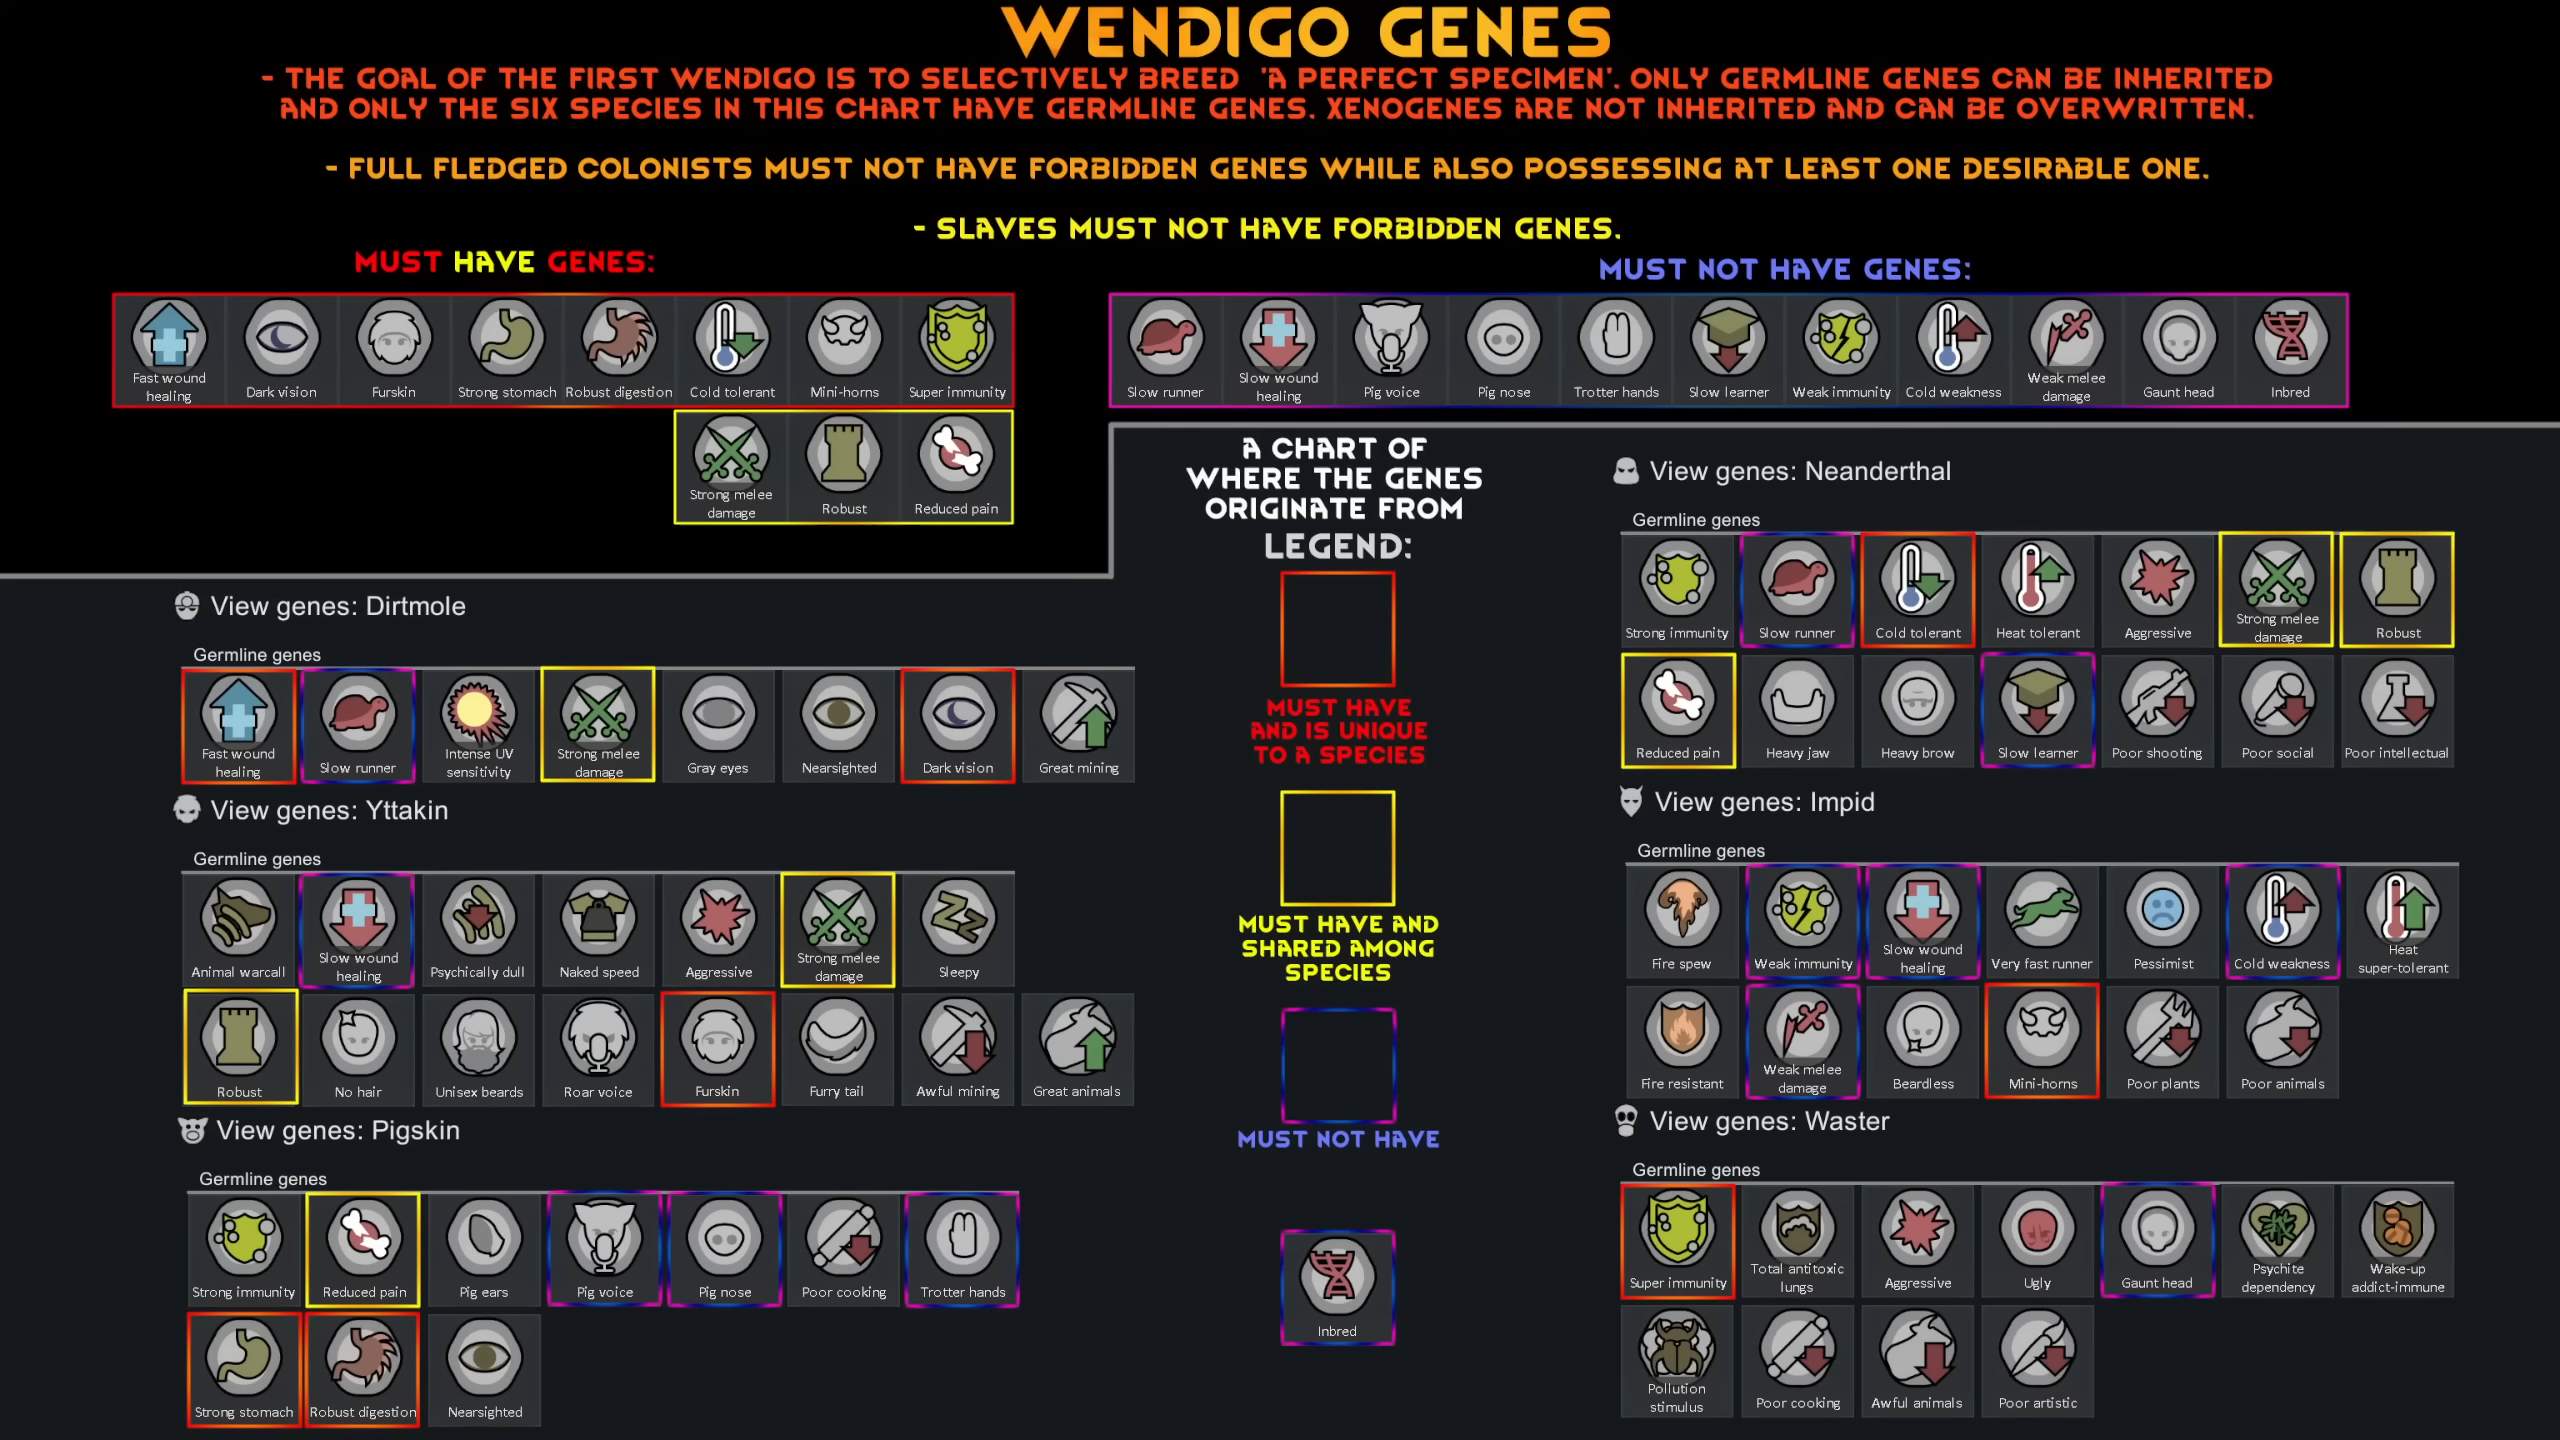 WENDIGO GENES
- THE GOAL OF THE FIRST WENDIGO IS TO SELECTIVELY BREED 'A PERFECT SPECIMEN'. ONLY GERMLINE GENES CAN BE INHERITED
AND ONLY THE SIX SPECIES IN THIS CHART HAVE GERMLINE GENES. XENOGENES ARE NOT INHERITED AND CAN BE OVERWRITTEN.
- FULL FLEDGED COLONISTS MUST NOT HAVE FORBIDDEN GENES WHILE ALSO POSSESSING AT LEAST ONE DESIRABLE ONE.
- SLAVES MUST NOT HAVE FORBIDDEN GENES.
MUST HAVE GENES:
Fast wound healing Dark vision Furskin Strong stomach Robust digestion Cold tolerant Mini-horns Super immunity
Strong melee damage Robust Reduced pain
MUST NOT HAVE GENES:
Slow runner Slow wound healing Pig voice Pig nose Trotter hands Slow learner Weak immunity Cold weakness Weak melee damage Gaunt head Inbred
A CHART OF
WHERE THE GENES
ORIGINATE FROM
LEGEND:
MUST HAVE
AND IS UNIQUE
TO A SPECIES
MUST HAVE AND
SHARED AMONG
SPECIES
MUST NOT HAVE
Inbred
View genes: Dirtmole
Germline genes
Fast wound healing Slow runner Intense UV sensitivity Strong melee damage Gray eyes Nearsighted Dark vision Great mining
View genes: Yttakin
Germline genes
Animal warcall Slow wound healing Psychically dull Naked speed Aggressive Strong melee damage Sleepy
Robust No hair Unisex beards Roar voice Furskin Furry tail Awful mining Great animals
View genes: Pigskin
Germline genes
Strong immunity Reduced pain Pig ears Pig voice Pig nose Poor cooking Trotter hands
Strong stomach Robust digestion Nearsighted
View genes: Neanderthal
Germline genes
Strong immunity Slow runner Cold tolerant Heat tolerant Aggressive Strong melee damage Robust
Reduced pain Heavy jaw Heavy brow Slow learner Poor shooting Poor social Poor intellectual
View genes: Impid
Germline genes
Fire spew Weak immunity Slow wound healing Very fast runner Pessimist Cold weakness Heat super-tolerant
Fire resistant Weak melee damage Beardless Mini-horns Poor plants Poor animals
View genes: Waster
Germline genes
Super immunity Total antitoxic lungs Aggressive Ugly Gaunt head Psychite dependency Wake-up addict-immune
Pollution stimulus Poor cooking Awful animals Poor artistic